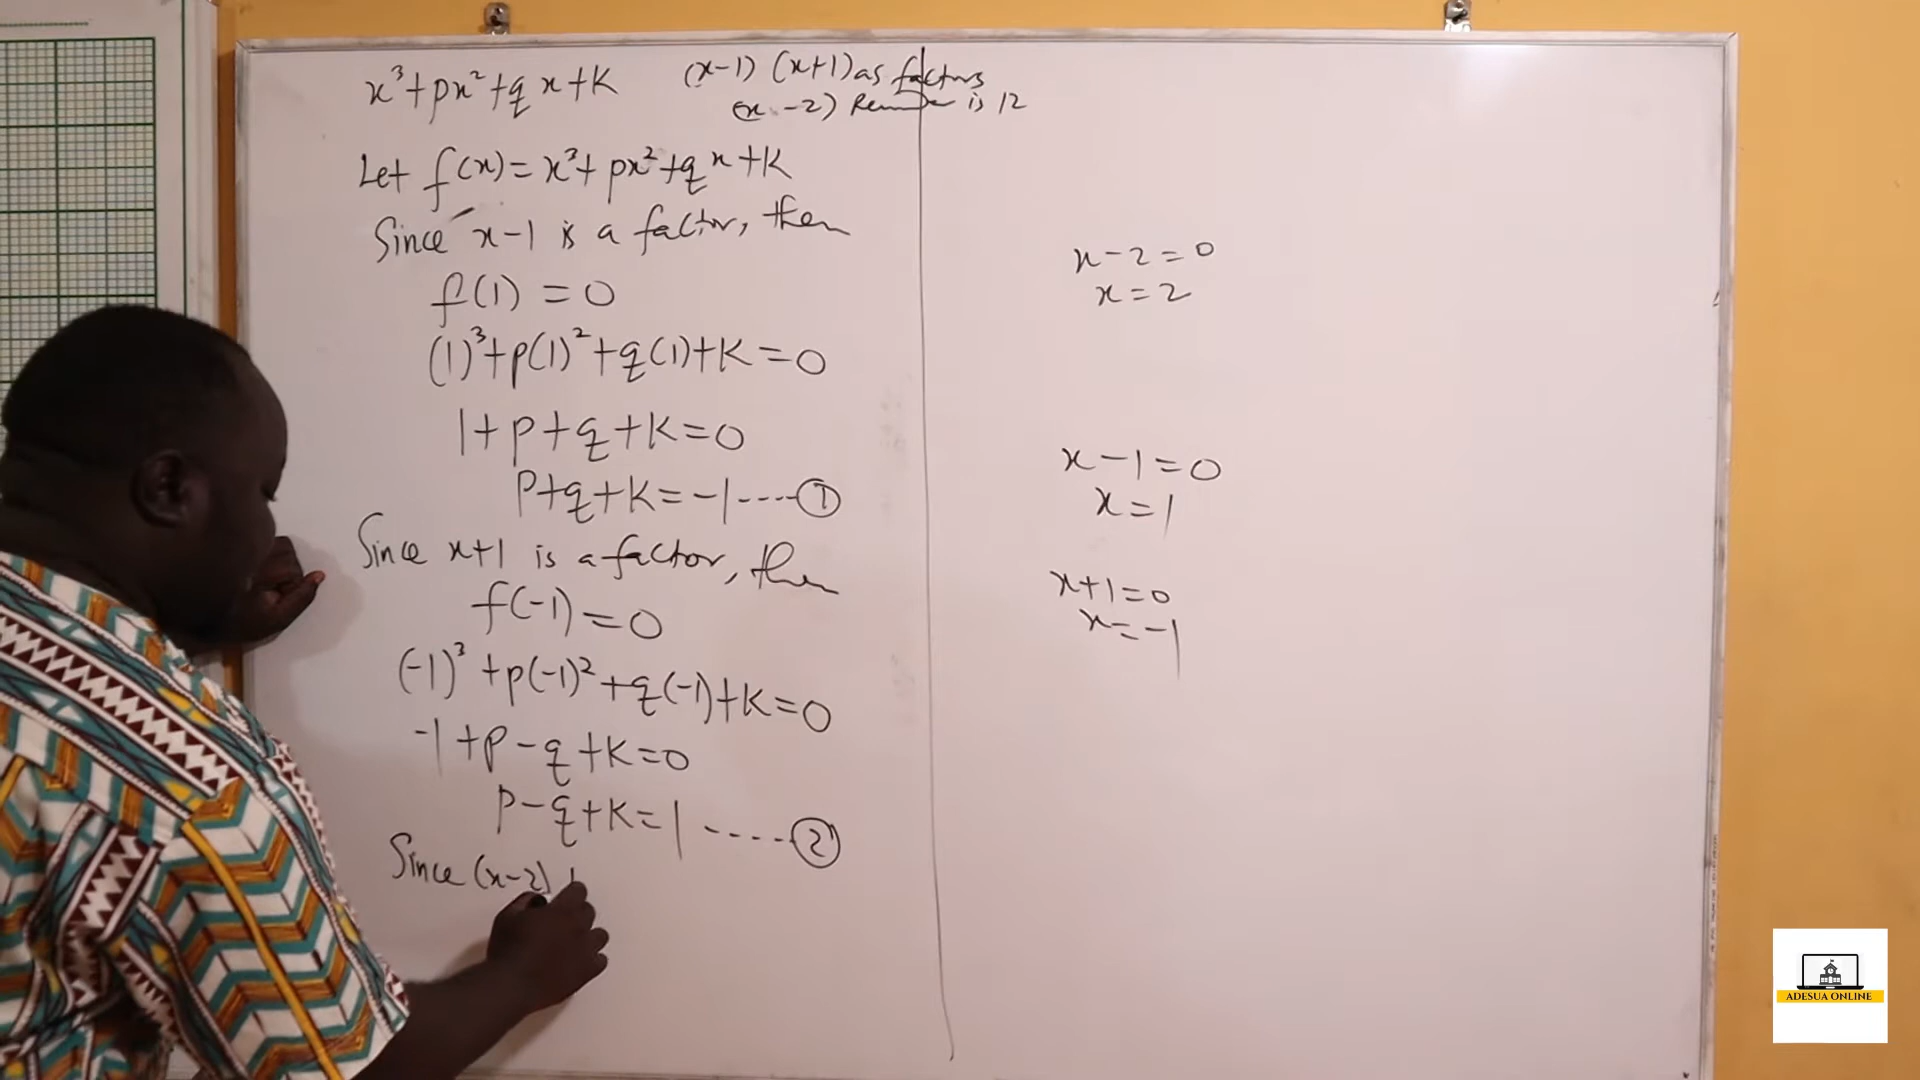 x³+px²+qx+k
(x-1) (x+1) as factors
(x-2) Remainder is 12
Let f(x)=x³+px²+qx+k
Since x-1 is a factor, then
f(1) = 0
(1)³+p(1)²+q(1)+k=0
1+p+q+k=0
p+q+k=-1----①
Since x+1 is a factor, then
f(-1)=0
(-1)³+p(-1)²+q(-1)+k=0
-1+p-q+k=0
p-q+k=1-----②
Since (x-2)
x-2=0
x=2
x-1=0
x=1
x+1=0
x=-1
ADESUA ONLINE